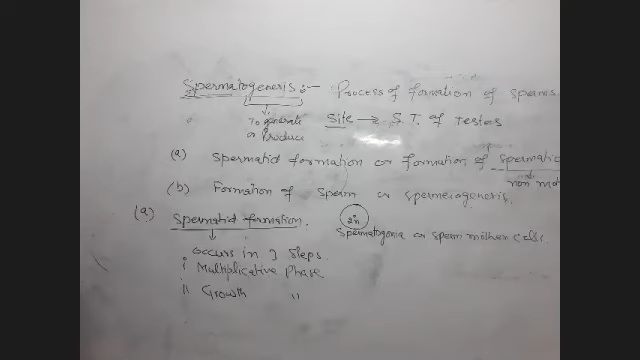 Spermatogenesis :- Process of formation of sperms.
To generate
or Produce
Site → S.T. of Testes
(a) Spermatid formation or formation of spermatid
non mot
(b) Formation of sperm or spermiogenesis.
(a) Spermatid formation.
2n
Spermatogonia or sperm mother cells
Occurs in 3 steps.
i Multiplicative Phase
ii Growth "